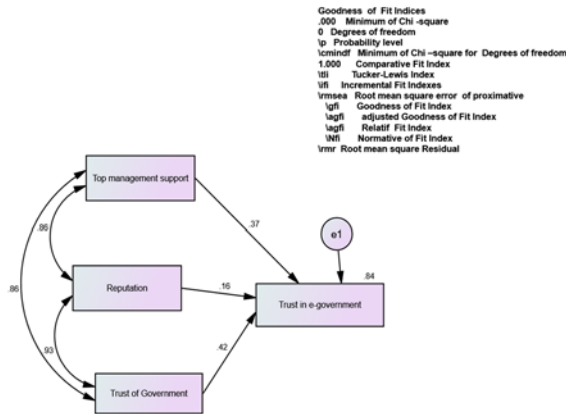 Goodness of Fit Indices
.000 Minimum of Chi -square
0 Degrees of freedom
\p Probability level
\cmindf Minimum of Chi –square for Degrees of freedom
1.000 Comparative Fit Index
\tli Tucker-Lewis Index
\ifi Incremental Fit Indexes
\rmsea Root mean square error of proximative
\gfi Goodness of Fit Index
\agfi adjusted Goodness of Fit Index
\agfi Relatif Fit Index
\Nfi Normative of Fit Index
\rmr Root mean square Residual
Top management support
.37
e1
.86
.84
.86
Reputation
.16
Trust in e-government
.93
.42
Trust of Government